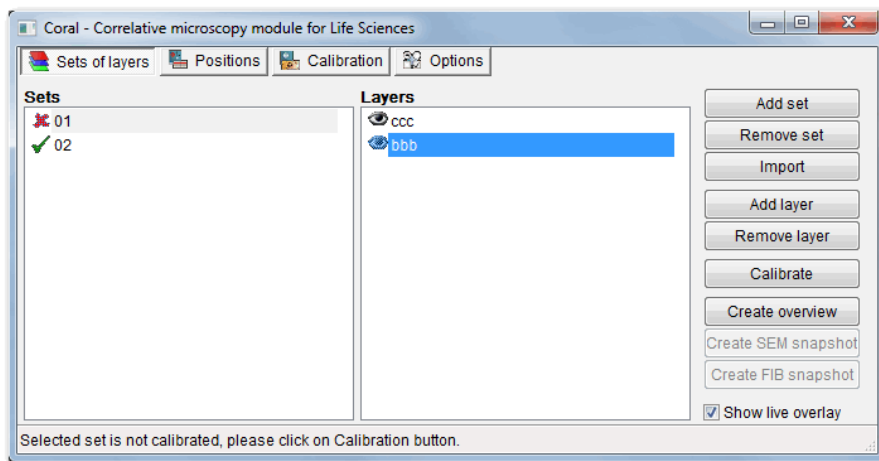 Coral - Correlative microscopy module for Life Sciences
Sets of layers Positions Calibration Options
Sets Layers
01 ccc
02 bbb
Add set
Remove set
Import
Add layer
Remove layer
Calibrate
Create overview
Create SEM snapshot
Create FIB snapshot
Show live overlay
Selected set is not calibrated, please click on Calibration button.